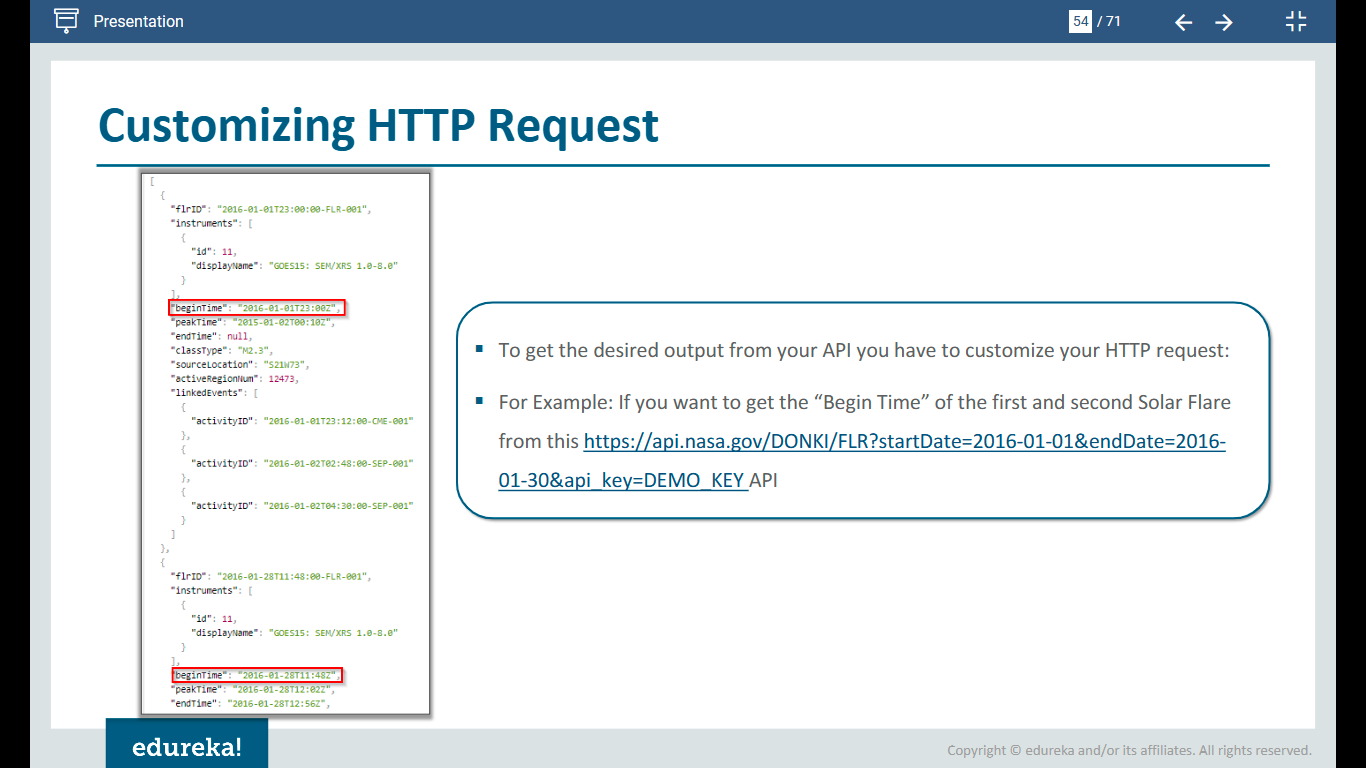 Presentation
54 / 71
Customizing HTTP Request
[
{
"flrID": "2016-01-01T23:00:00-FLR-001",
"instruments": [
{
"id": 11,
"displayName": "GOES15: SEM/XRS 1.0-8.0"
}
],
"beginTime": "2016-01-01T23:00Z",
"peakTime": "2015-01-02T00:10Z",
"endTime": null,
"classType": "M2.3",
"sourceLocation": "S21W73",
"activeRegionNum": 12473,
"linkedEvents": [
{
"activityID": "2016-01-01T23:12:00-CME-001"
},
{
"activityID": "2016-01-02T02:48:00-SEP-001"
},
{
"activityID": "2016-01-02T04:30:00-SEP-001"
}
]
},
{
"flrID": "2016-01-28T11:48:00-FLR-001",
"instruments": [
{
"id": 11,
"displayName": "GOES15: SEM/XRS 1.0-8.0"
}
],
"beginTime": "2016-01-28T11:48Z",
"peakTime": "2016-01-28T12:02Z",
"endTime": "2016-01-28T12:56Z",
▪ To get the desired output from your API you have to customize your HTTP request:
▪ For Example: If you want to get the “Begin Time” of the first and second Solar Flare
from this https://api.nasa.gov/DONKI/FLR?startDate=2016-01-01&endDate=2016-
01-30&api_key=DEMO_KEY API
edureka!
Copyright © edureka and/or its affiliates. All rights reserved.